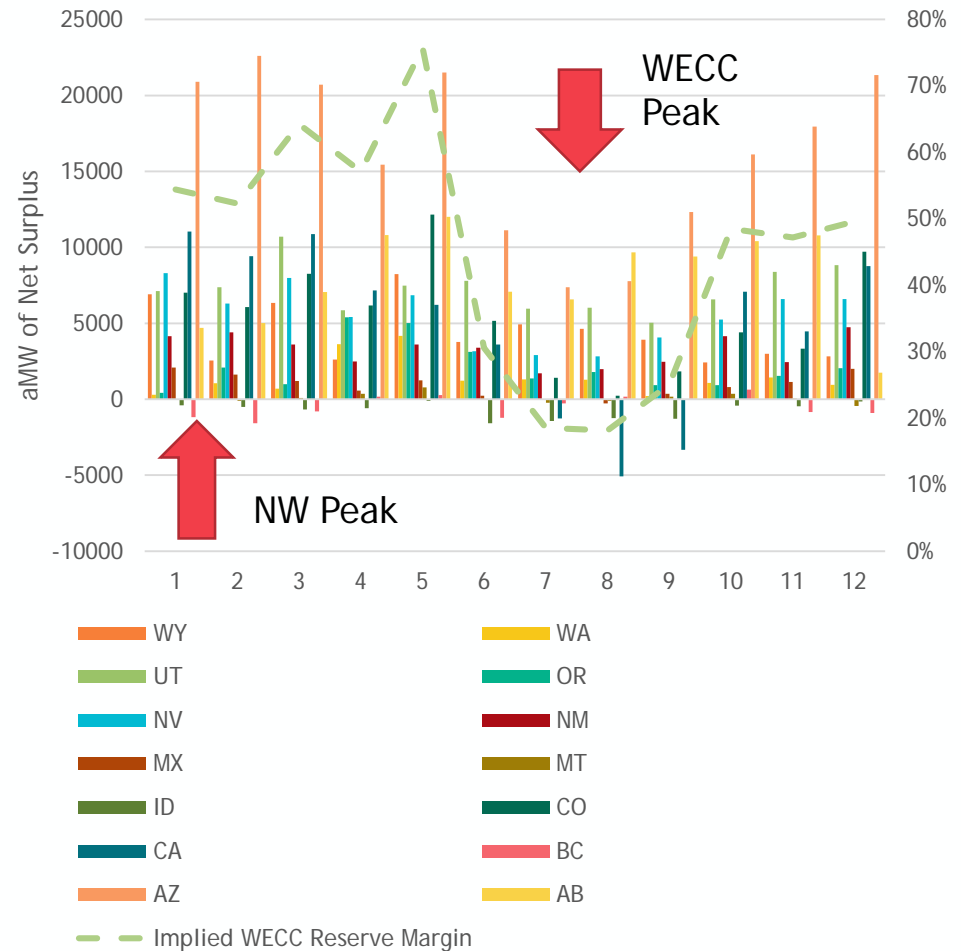 25000
20000
15000
10000
5000
0
-5000
-10000
aMW of Net Surplus
80%
70%
60%
50%
40%
30%
20%
10%
0%
WECC
Peak
NW Peak
1 2 3 4 5 6 7 8 9 10 11 12
WY WA
UT OR
NV NM
MX MT
ID CO
CA BC
AZ AB
Implied WECC Reserve Margin